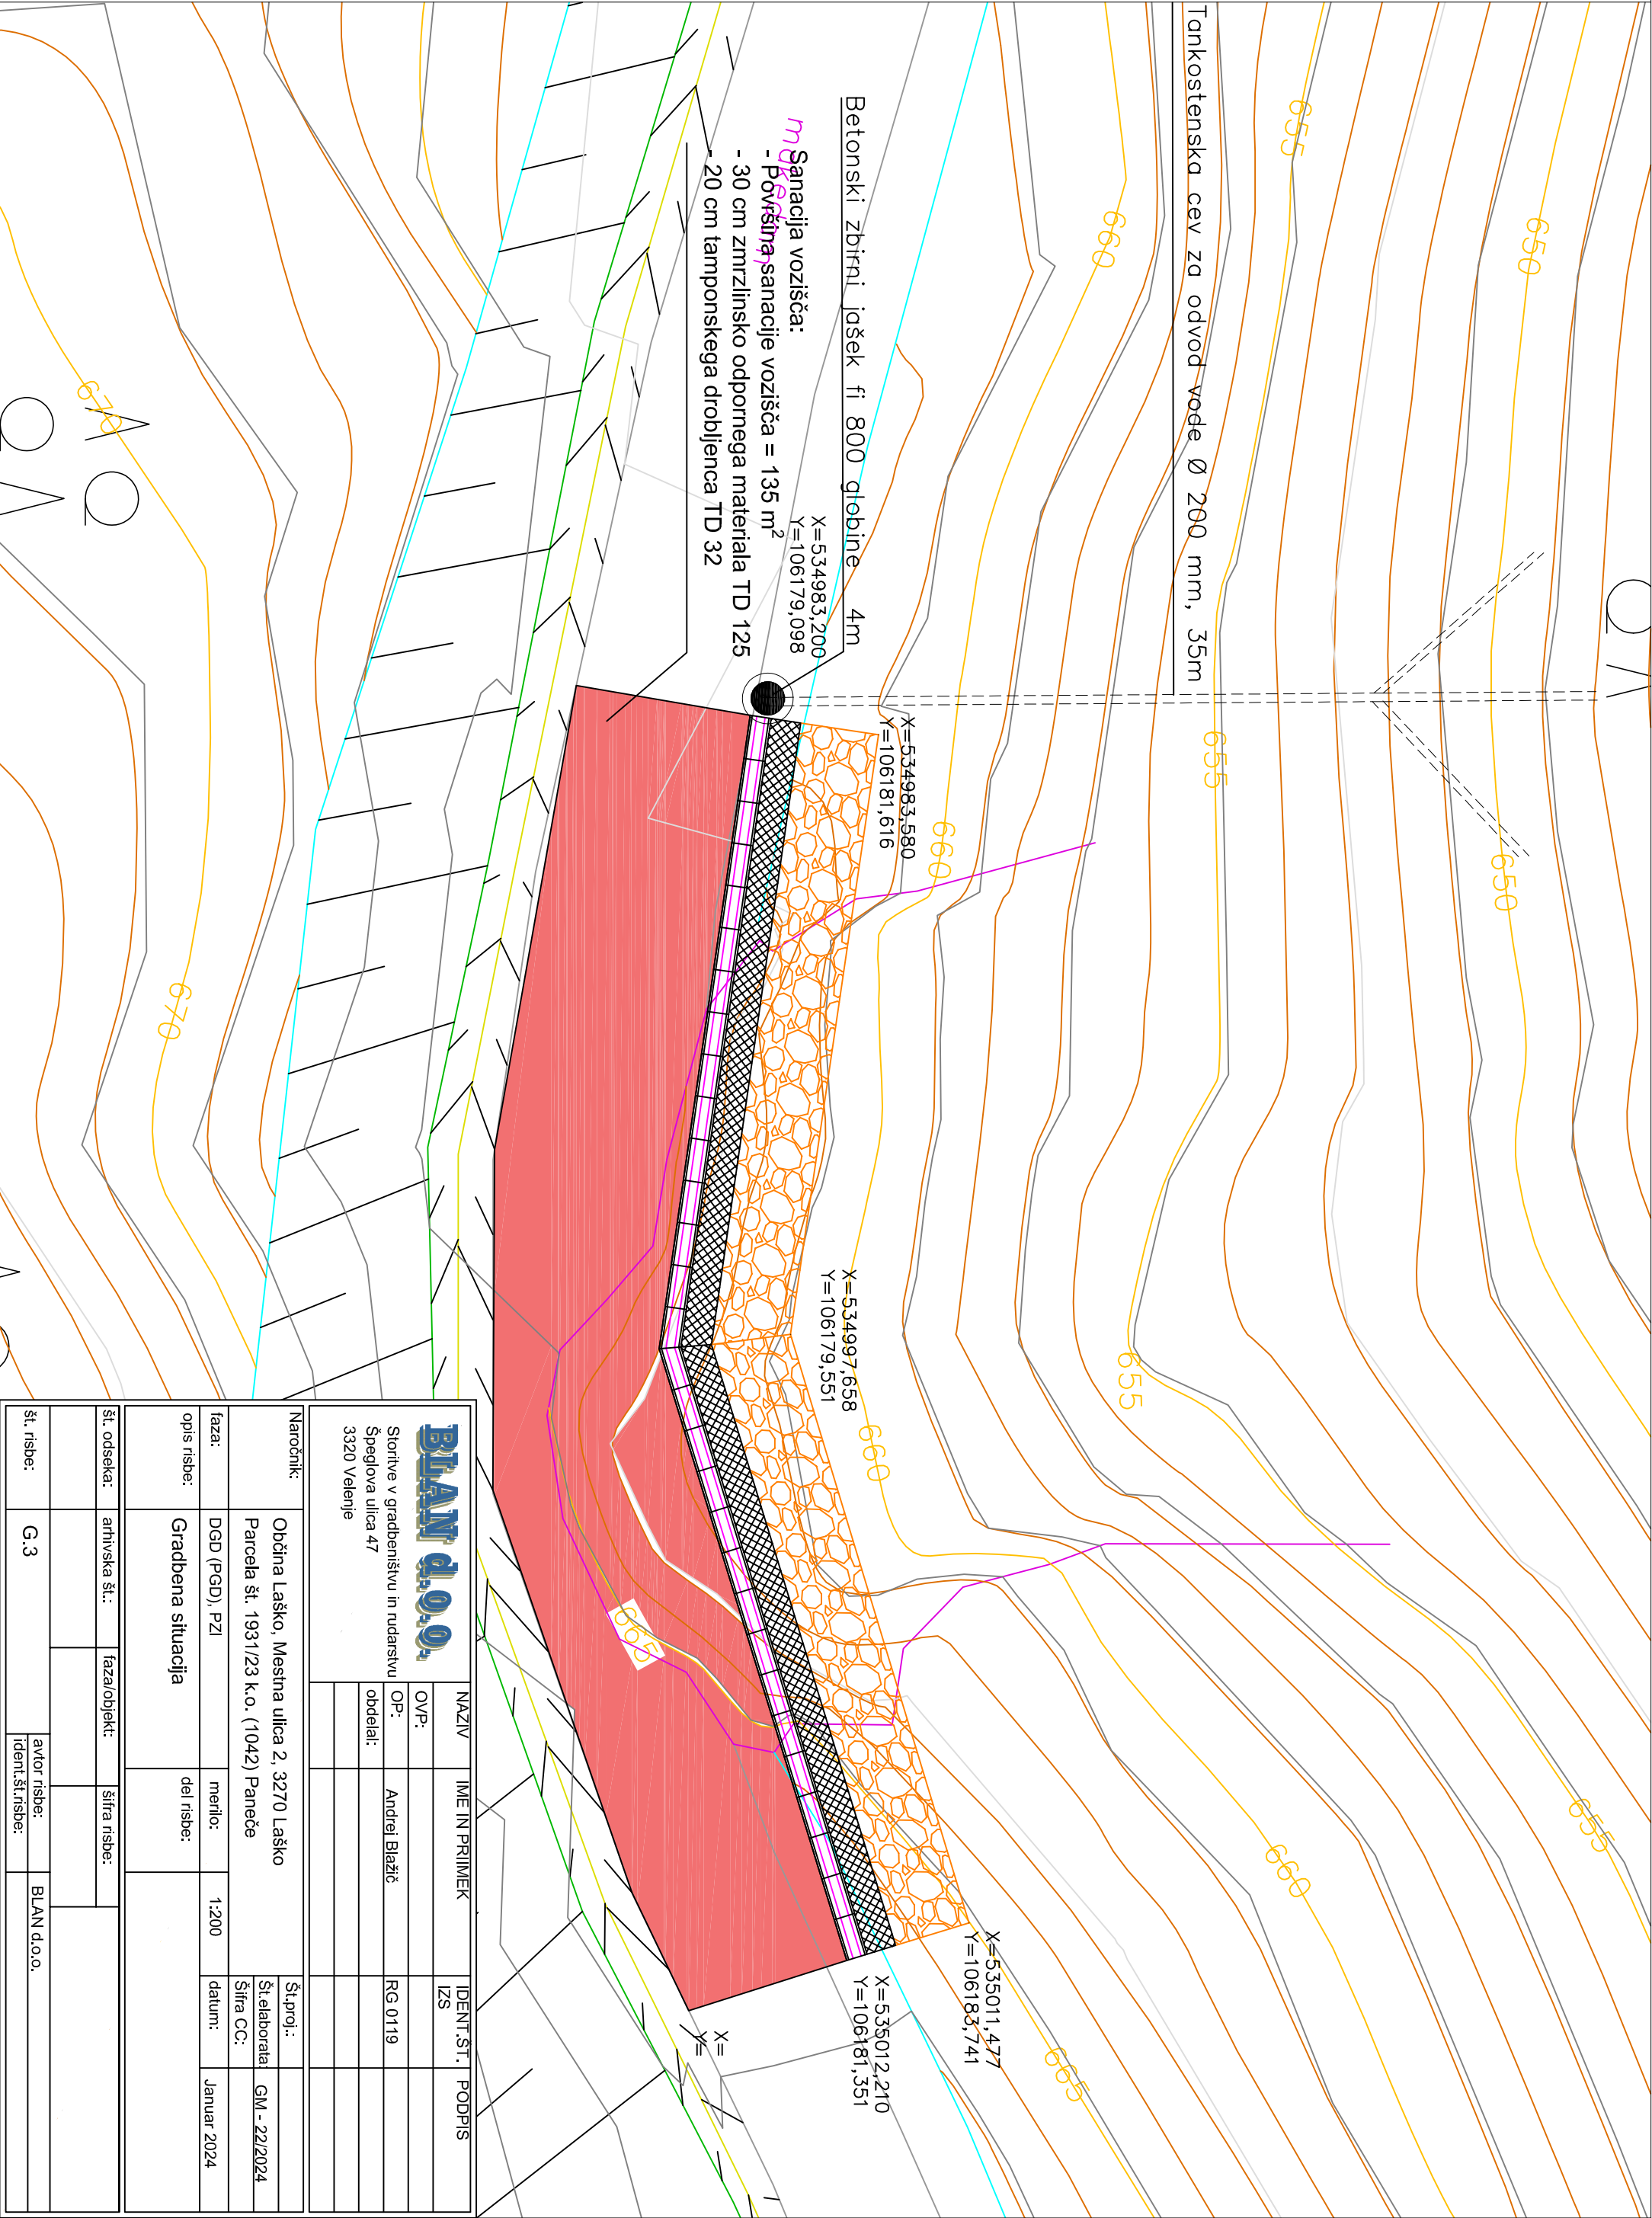 Tankostenska cev za odvod vode Ø 200 mm, 35m
Betonski zbirni jašek fi 800 globine 4m
makedam
Sanacija vozišča:
- Površina sanacije vozišča = 135 m²
- 30 cm zmrzlinsko odpornega materiala TD 125
- 20 cm tamponskega drobljenca TD 32
X=534983,200
Y=106179,098
X=534983,580
Y=106181,616
X=534997,658
Y=106179,551
X=535011,477
Y=106183,741
X=535012,210
Y=106181,351
X=
Y=
655
650
660
655
650
660
655
660
655
660
665
665
670
670
BLAN d.o.o.
Storitve v gradbeništvu in rudarstvu
Špeglova ulica 47
3320 Velenje
NAZIV
IME IN PRIIMEK
IDENT.ŠT.
IZS
PODPIS
OVP:
OP:
Andrej Blažič
RG 0119
obdelal:
Naročnik:
Občina Laško, Mestna ulica 2, 3270 Laško
Parcela št. 1931/23 k.o. (1042) Paneče
Št.proj.:
Št.elaborata:
GM - 22/2024
Šifra CC:
faza:
DGD (PGD), PZI
merilo:
1:200
datum:
Januar 2024
opis risbe:
Gradbena situacija
del risbe:
št. odseka:
arhivska št.:
faza/objekt:
šifra risbe:
št. risbe:
G.3
avtor risbe:
BLAN d.o.o.
ident.št.risbe: